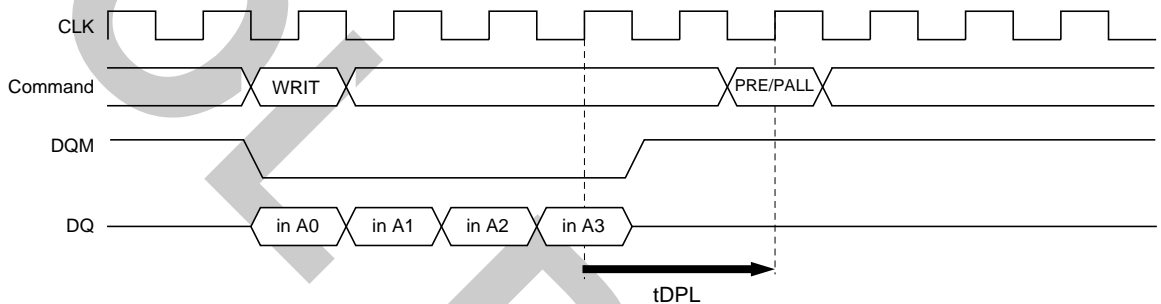 CLK
Command WRIT PRE/PALL
DQM
DQ in A0 in A1 in A2 in A3
tDPL